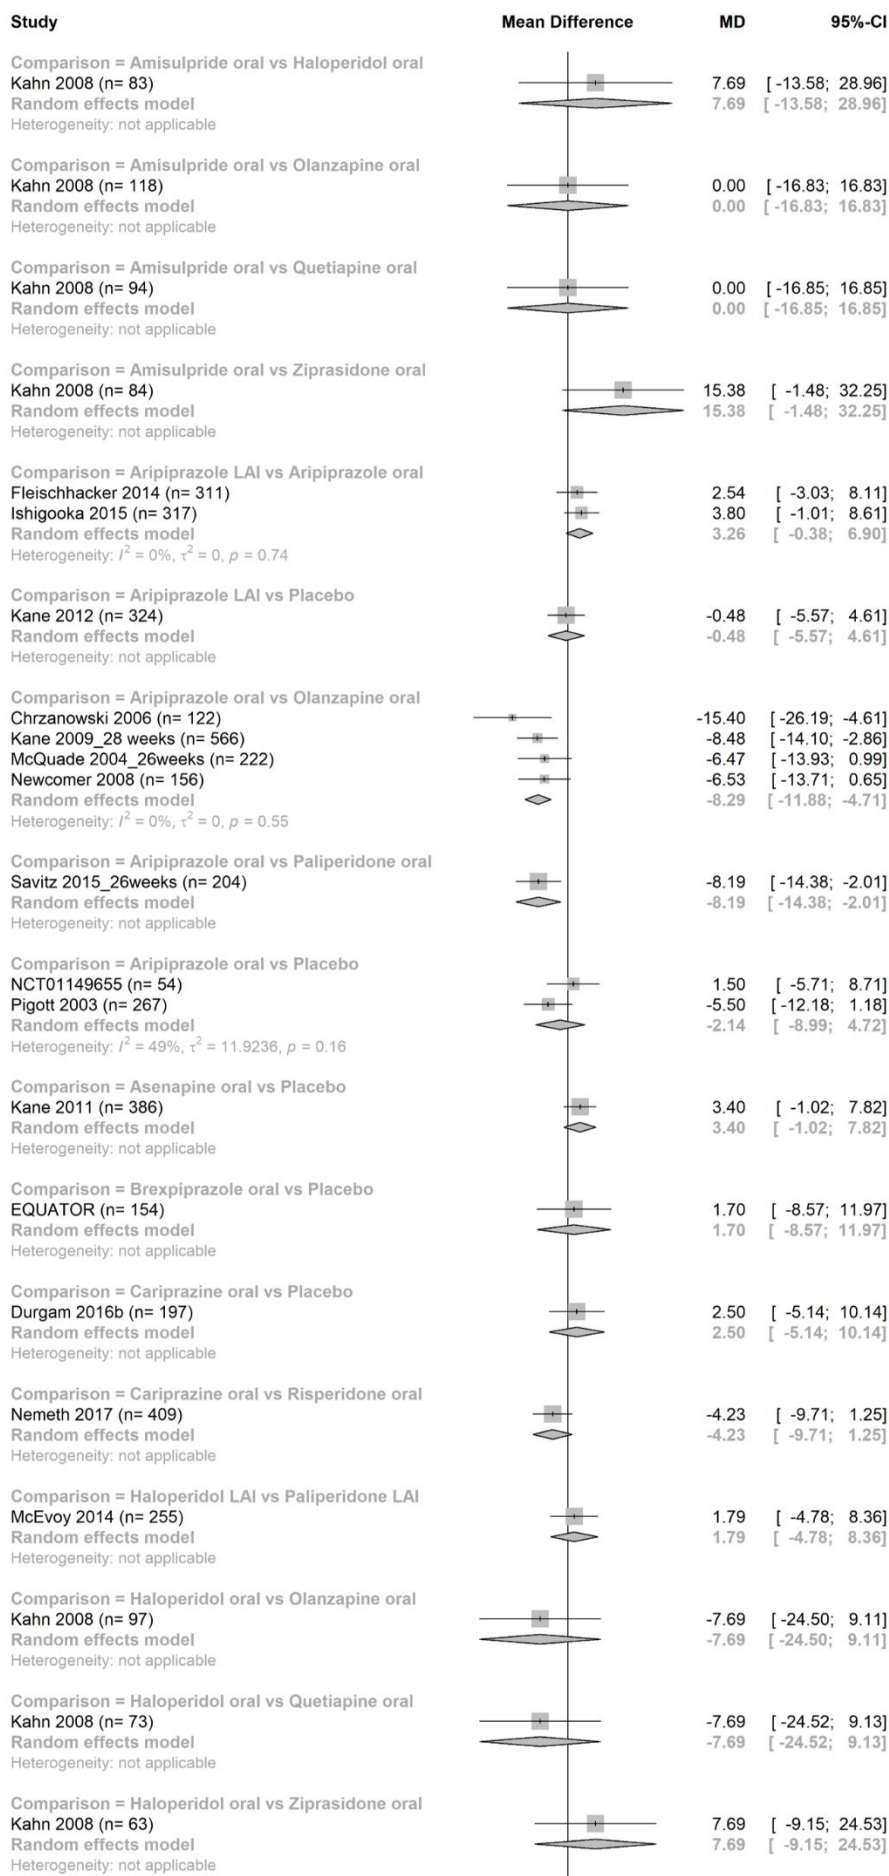 Study Mean Difference MD 95%-CI
Comparison = Amisulpride oral vs Haloperidol oral
Kahn 2008 (n= 83) 7.69 [ -13.58; 28.96]
Random effects model 7.69 [ -13.58; 28.96]
Heterogeneity: not applicable
Comparison = Amisulpride oral vs Olanzapine oral
Kahn 2008 (n= 118) 0.00 [ -16.83; 16.83]
Random effects model 0.00 [ -16.83; 16.83]
Heterogeneity: not applicable
Comparison = Amisulpride oral vs Quetiapine oral
Kahn 2008 (n= 94) 0.00 [ -16.85; 16.85]
Random effects model 0.00 [ -16.85; 16.85]
Heterogeneity: not applicable
Comparison = Amisulpride oral vs Ziprasidone oral
Kahn 2008 (n= 84) 15.38 [ -1.48; 32.25]
Random effects model 15.38 [ -1.48; 32.25]
Heterogeneity: not applicable
Comparison = Aripiprazole LAI vs Aripiprazole oral
Fleischhacker 2014 (n= 311) 2.54 [ -3.03; 8.11]
Ishigooka 2015 (n= 317) 3.80 [ -1.01; 8.61]
Random effects model 3.26 [ -0.38; 6.90]
Heterogeneity: I² = 0%, τ² = 0, p = 0.74
Comparison = Aripiprazole LAI vs Placebo
Kane 2012 (n= 324) -0.48 [ -5.57; 4.61]
Random effects model -0.48 [ -5.57; 4.61]
Heterogeneity: not applicable
Comparison = Aripiprazole oral vs Olanzapine oral
Chrzanowski 2006 (n= 122) -15.40 [-26.19; -4.61]
Kane 2009_28 weeks (n= 566) -8.48 [-14.10; -2.86]
McQuade 2004_26weeks (n= 222) -6.47 [-13.93; 0.99]
Newcomer 2008 (n= 156) -6.53 [-13.71; 0.65]
Random effects model -8.29 [-11.88; -4.71]
Heterogeneity: I² = 0%, τ² = 0, p = 0.55
Comparison = Aripiprazole oral vs Paliperidone oral
Savitz 2015_26weeks (n= 204) -8.19 [-14.38; -2.01]
Random effects model -8.19 [-14.38; -2.01]
Heterogeneity: not applicable
Comparison = Aripiprazole oral vs Placebo
NCT01149655 (n= 54) 1.50 [ -5.71; 8.71]
Pigott 2003 (n= 267) -5.50 [-12.18; 1.18]
Random effects model -2.14 [ -8.99; 4.72]
Heterogeneity: I² = 49%, τ² = 11.9236, p = 0.16
Comparison = Asenapine oral vs Placebo
Kane 2011 (n= 386) 3.40 [ -1.02; 7.82]
Random effects model 3.40 [ -1.02; 7.82]
Heterogeneity: not applicable
Comparison = Brexpiprazole oral vs Placebo
EQUATOR (n= 154) 1.70 [ -8.57; 11.97]
Random effects model 1.70 [ -8.57; 11.97]
Heterogeneity: not applicable
Comparison = Cariprazine oral vs Placebo
Durgam 2016b (n= 197) 2.50 [ -5.14; 10.14]
Random effects model 2.50 [ -5.14; 10.14]
Heterogeneity: not applicable
Comparison = Cariprazine oral vs Risperidone oral
Nemeth 2017 (n= 409) -4.23 [ -9.71; 1.25]
Random effects model -4.23 [ -9.71; 1.25]
Heterogeneity: not applicable
Comparison = Haloperidol LAI vs Paliperidone LAI
McEvoy 2014 (n= 255) 1.79 [ -4.78; 8.36]
Random effects model 1.79 [ -4.78; 8.36]
Heterogeneity: not applicable
Comparison = Haloperidol oral vs Olanzapine oral
Kahn 2008 (n= 97) -7.69 [-24.50; 9.11]
Random effects model -7.69 [-24.50; 9.11]
Heterogeneity: not applicable
Comparison = Haloperidol oral vs Quetiapine oral
Kahn 2008 (n= 73) -7.69 [-24.52; 9.13]
Random effects model -7.69 [-24.52; 9.13]
Heterogeneity: not applicable
Comparison = Haloperidol oral vs Ziprasidone oral
Kahn 2008 (n= 63) 7.69 [ -9.15; 24.53]
Random effects model 7.69 [ -9.15; 24.53]
Heterogeneity: not applicable